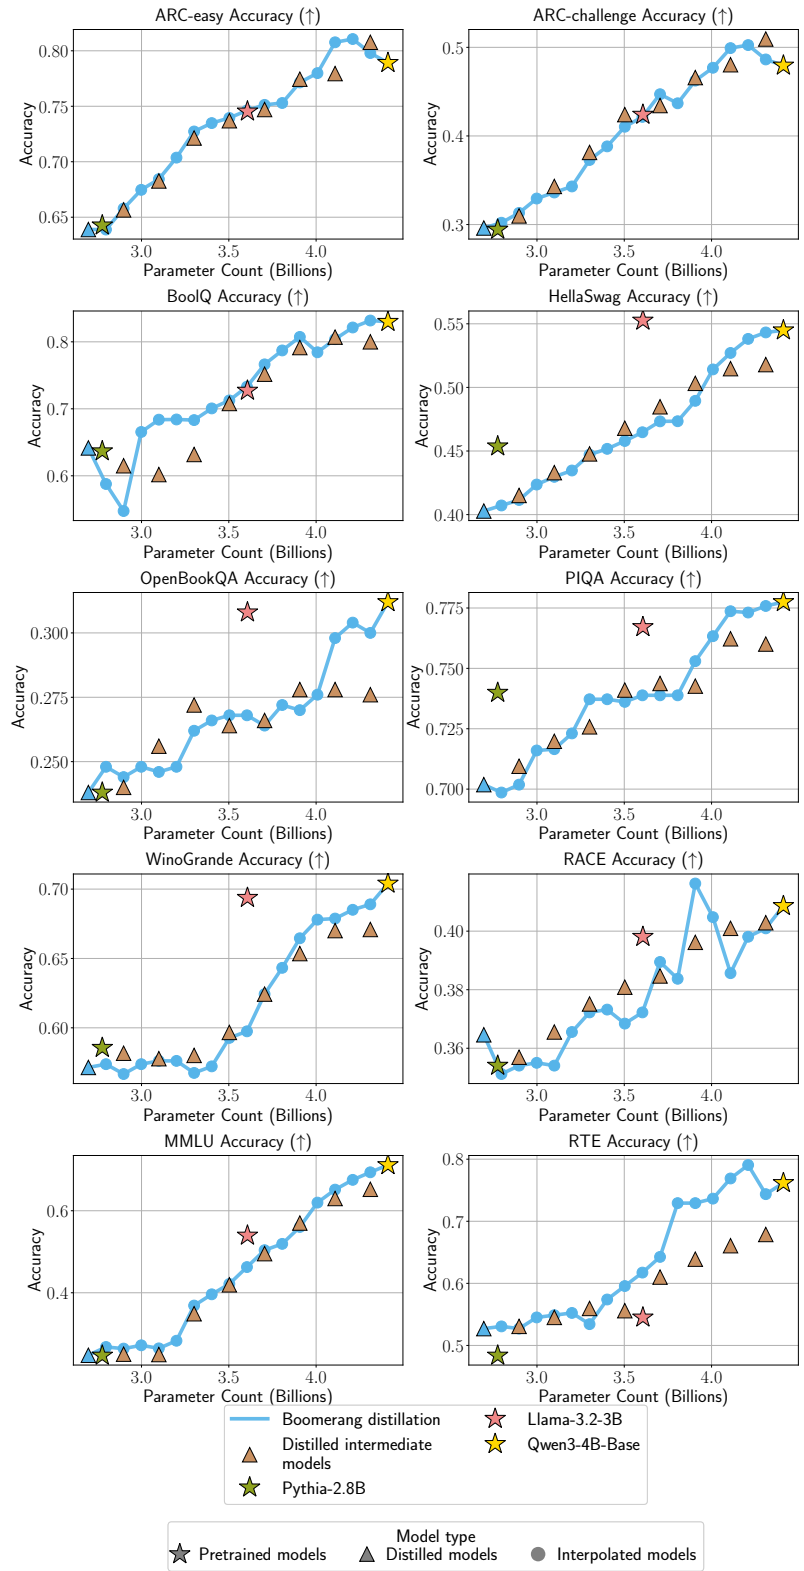 ARC-easy Accuracy (↑)
ARC-challenge Accuracy (↑)
Accuracy
0.80
0.75
0.70
0.65
3.0 3.5 4.0
Parameter Count (Billions)
Accuracy
0.5
0.4
0.3
3.0 3.5 4.0
Parameter Count (Billions)
BoolQ Accuracy (↑)
HellaSwag Accuracy (↑)
Accuracy
0.8
0.7
0.6
3.0 3.5 4.0
Parameter Count (Billions)
Accuracy
0.55
0.50
0.45
0.40
3.0 3.5 4.0
Parameter Count (Billions)
OpenBookQA Accuracy (↑)
PIQA Accuracy (↑)
Accuracy
0.300
0.275
0.250
3.0 3.5 4.0
Parameter Count (Billions)
Accuracy
0.775
0.750
0.725
0.700
3.0 3.5 4.0
Parameter Count (Billions)
WinoGrande Accuracy (↑)
RACE Accuracy (↑)
Accuracy
0.70
0.65
0.60
3.0 3.5 4.0
Parameter Count (Billions)
Accuracy
0.40
0.38
0.36
3.0 3.5 4.0
Parameter Count (Billions)
MMLU Accuracy (↑)
RTE Accuracy (↑)
Accuracy
0.6
0.4
3.0 3.5 4.0
Parameter Count (Billions)
Accuracy
0.8
0.7
0.6
0.5
3.0 3.5 4.0
Parameter Count (Billions)
Boomerang distillation
Distilled intermediate
models
Pythia-2.8B
Llama-3.2-3B
Qwen3-4B-Base
Model type
Pretrained models
Distilled models
Interpolated models